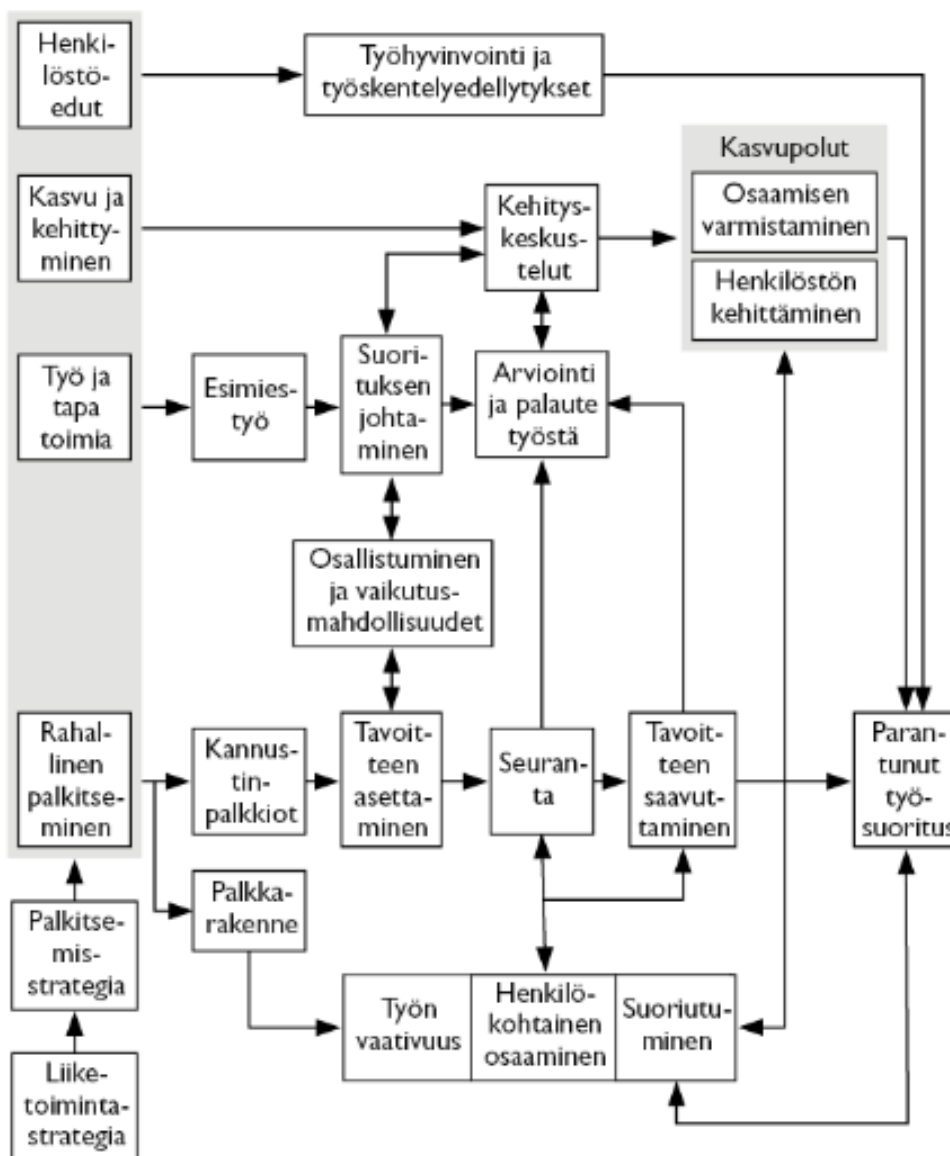 Henki-
löstö-
edut
Työhyvinvointi ja
työskentelyedellytykset
Kasvupolut
Osaamisen
varmistaminen
Henkilöstön
kehittäminen
Kasvu ja
kehitty-
minen
Kehitys-
keskus-
telut
Työ ja
tapa
toimia
Esimies-
työ
Suori-
tuksen
johta-
minen
Arviointi
ja palaute
työstä
Osallistuminen
ja vaikutus-
mahdollisuudet
Rahal-
linen
palkitse-
minen
Kannus-
tin-
palkkiot
Tavoit-
teen
asetta-
minen
Seuran-
ta
Tavoit-
teen
saavut-
taminen
Paran-
tunut
työ-
suoritus
Palkitse-
mis-
strategia
Palkka-
rakenne
Työn
vaativuus
Henkilö-
kohtainen
osaaminen
Suoriutu-
minen
Liike-
toiminta-
strategia